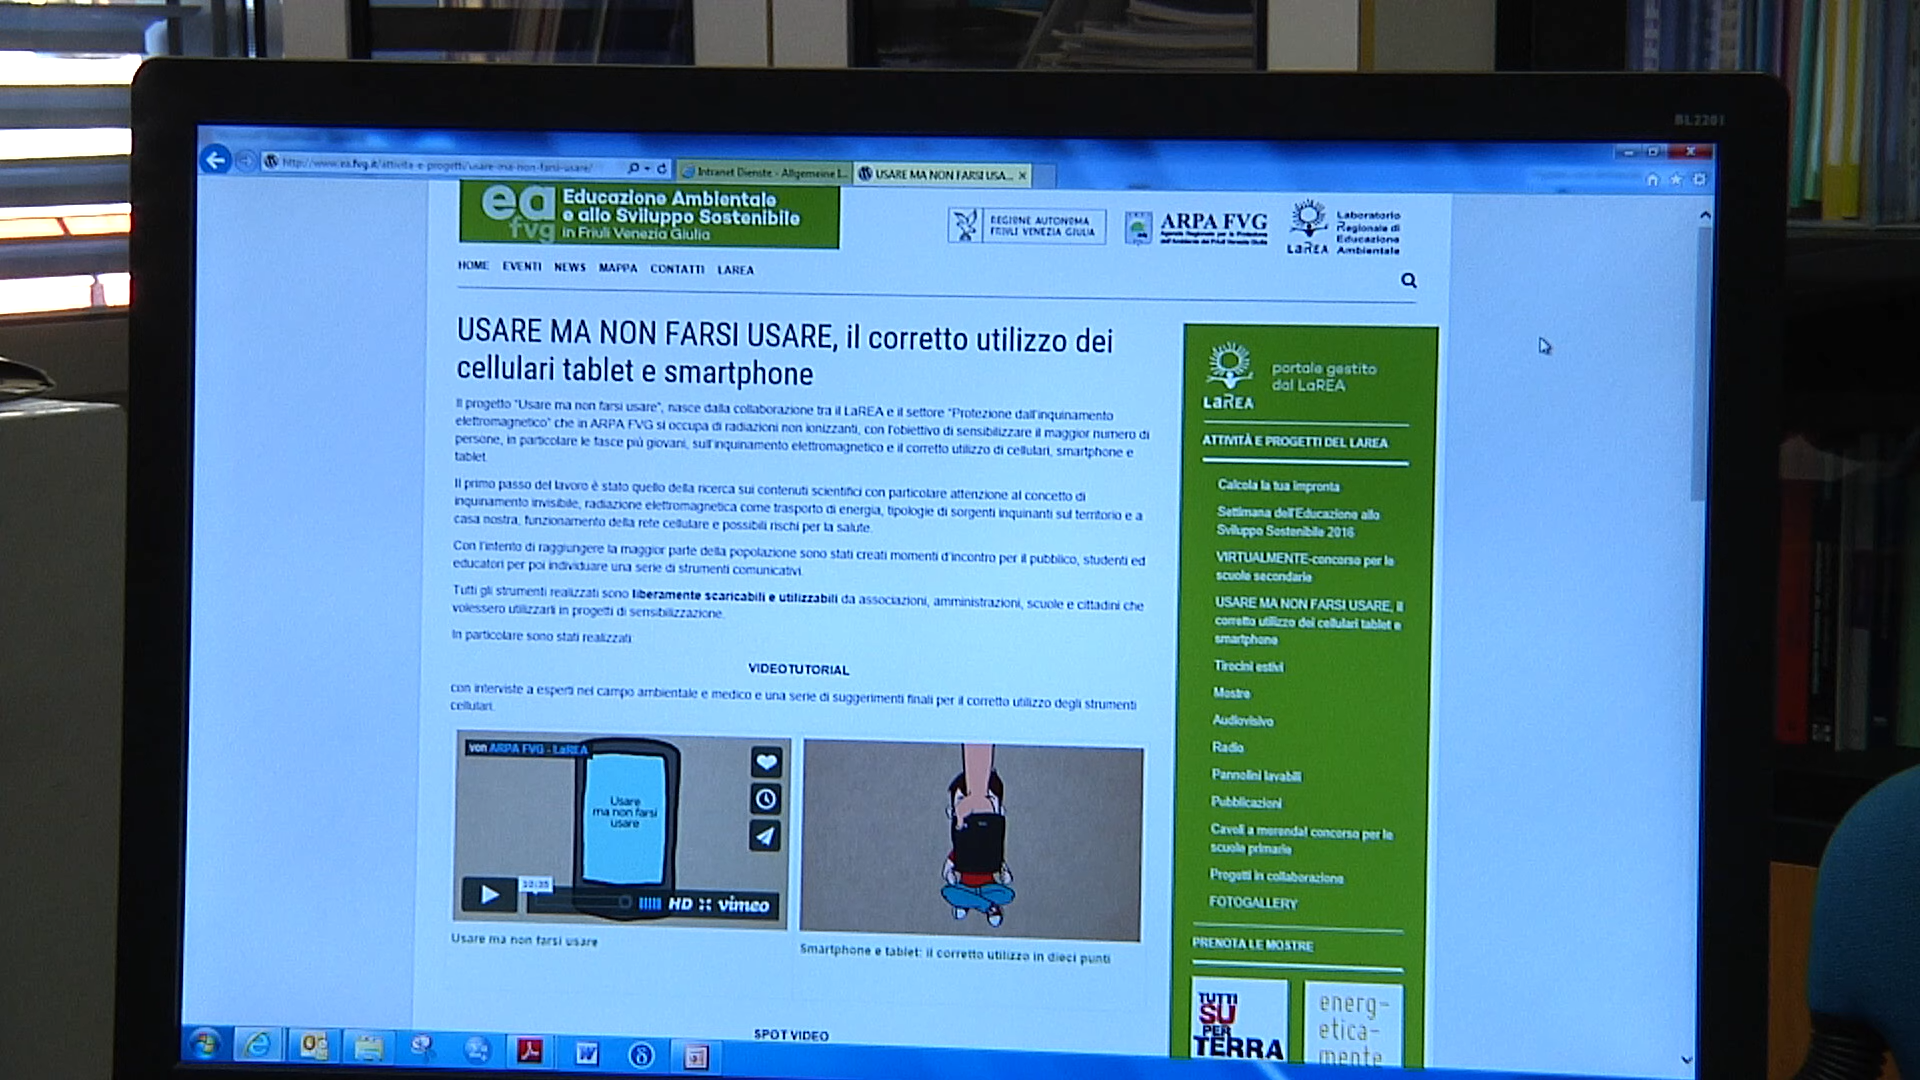 BL2201
http://www.ea.fvg.it/attivita-e-progetti/usare-ma-non-farsi-usare/
Intranet Dienste - Allgemeine I...
USARE MA NON FARSI USA...
ea
fvg
Educazione Ambientale
e allo Sviluppo Sostenibile
in Friuli Venezia Giulia
REGIONE AUTONOMA
FRIULI VENEZIA GIULIA
ARPA FVG
LaREA
Laboratorio
Regionale di
Educazione
Ambientale
HOME EVENTI NEWS MAPPA CONTATTI LAREA
USARE MA NON FARSI USARE, il corretto utilizzo dei
cellulari tablet e smartphone
Il progetto "Usare ma non farsi usare", nasce dalla collaborazione tra il LaREA e il settore "Protezione dall'inquinamento
elettromagnetico" che in ARPA FVG si occupa di radiazioni non ionizzanti, con l'obiettivo di sensibilizzare il maggior numero di
persone, in particolare le fasce più giovani, sull'inquinamento elettromagnetico e il corretto utilizzo di cellulari, smartphone e
tablet.
Il primo passo del lavoro è stato quello della ricerca sui contenuti scientifici con particolare attenzione al concetto di
inquinamento invisibile, radiazione elettromagnetica come trasporto di energia, tipologie di sorgenti inquinanti sul territorio e a
casa nostra, funzionamento della rete cellulare e possibili rischi per la salute.
Con l'intento di raggiungere la maggior parte della popolazione sono stati creati momenti d'incontro per il pubblico, studenti ed
educatori per poi individuare una serie di strumenti comunicativi.
Tutti gli strumenti realizzati sono liberamente scaricabili e utilizzabili da associazioni, amministrazioni, scuole e cittadini che
volessero utilizzarli in progetti di sensibilizzazione.
In particolare sono stati realizzati:
VIDEOTUTORIAL
con interviste a esperti nel campo ambientale e medico e una serie di suggerimenti finali per il corretto utilizzo degli strumenti
cellulari.
von ARPA FVG - LaREA
Usare
ma non farsi
usare
HD vimeo
Usare ma non farsi usare
Smartphone e tablet: il corretto utilizzo in dieci punti
SPOT VIDEO
LaREA
portale gestito
dal LaREA
ATTIVITÀ E PROGETTI DEL LAREA
Calcola la tua impronta
Settimana dell'Educazione allo
Sviluppo Sostenibile 2016
VIRTUALMENTE-concorso per le
scuole secondarie
USARE MA NON FARSI USARE, il
corretto utilizzo dei cellulari tablet e
smartphone
Tirocini estivi
Mostre
Audiovisivo
Radio
Pannolini lavabili
Pubblicazioni
Cavoli a merenda! concorso per le
scuole primarie
Progetti in collaborazione
FOTOGALLERY
PRENOTA LE MOSTRE
TUTTI
SU
PER
TERRA
energ-
etica-
mente